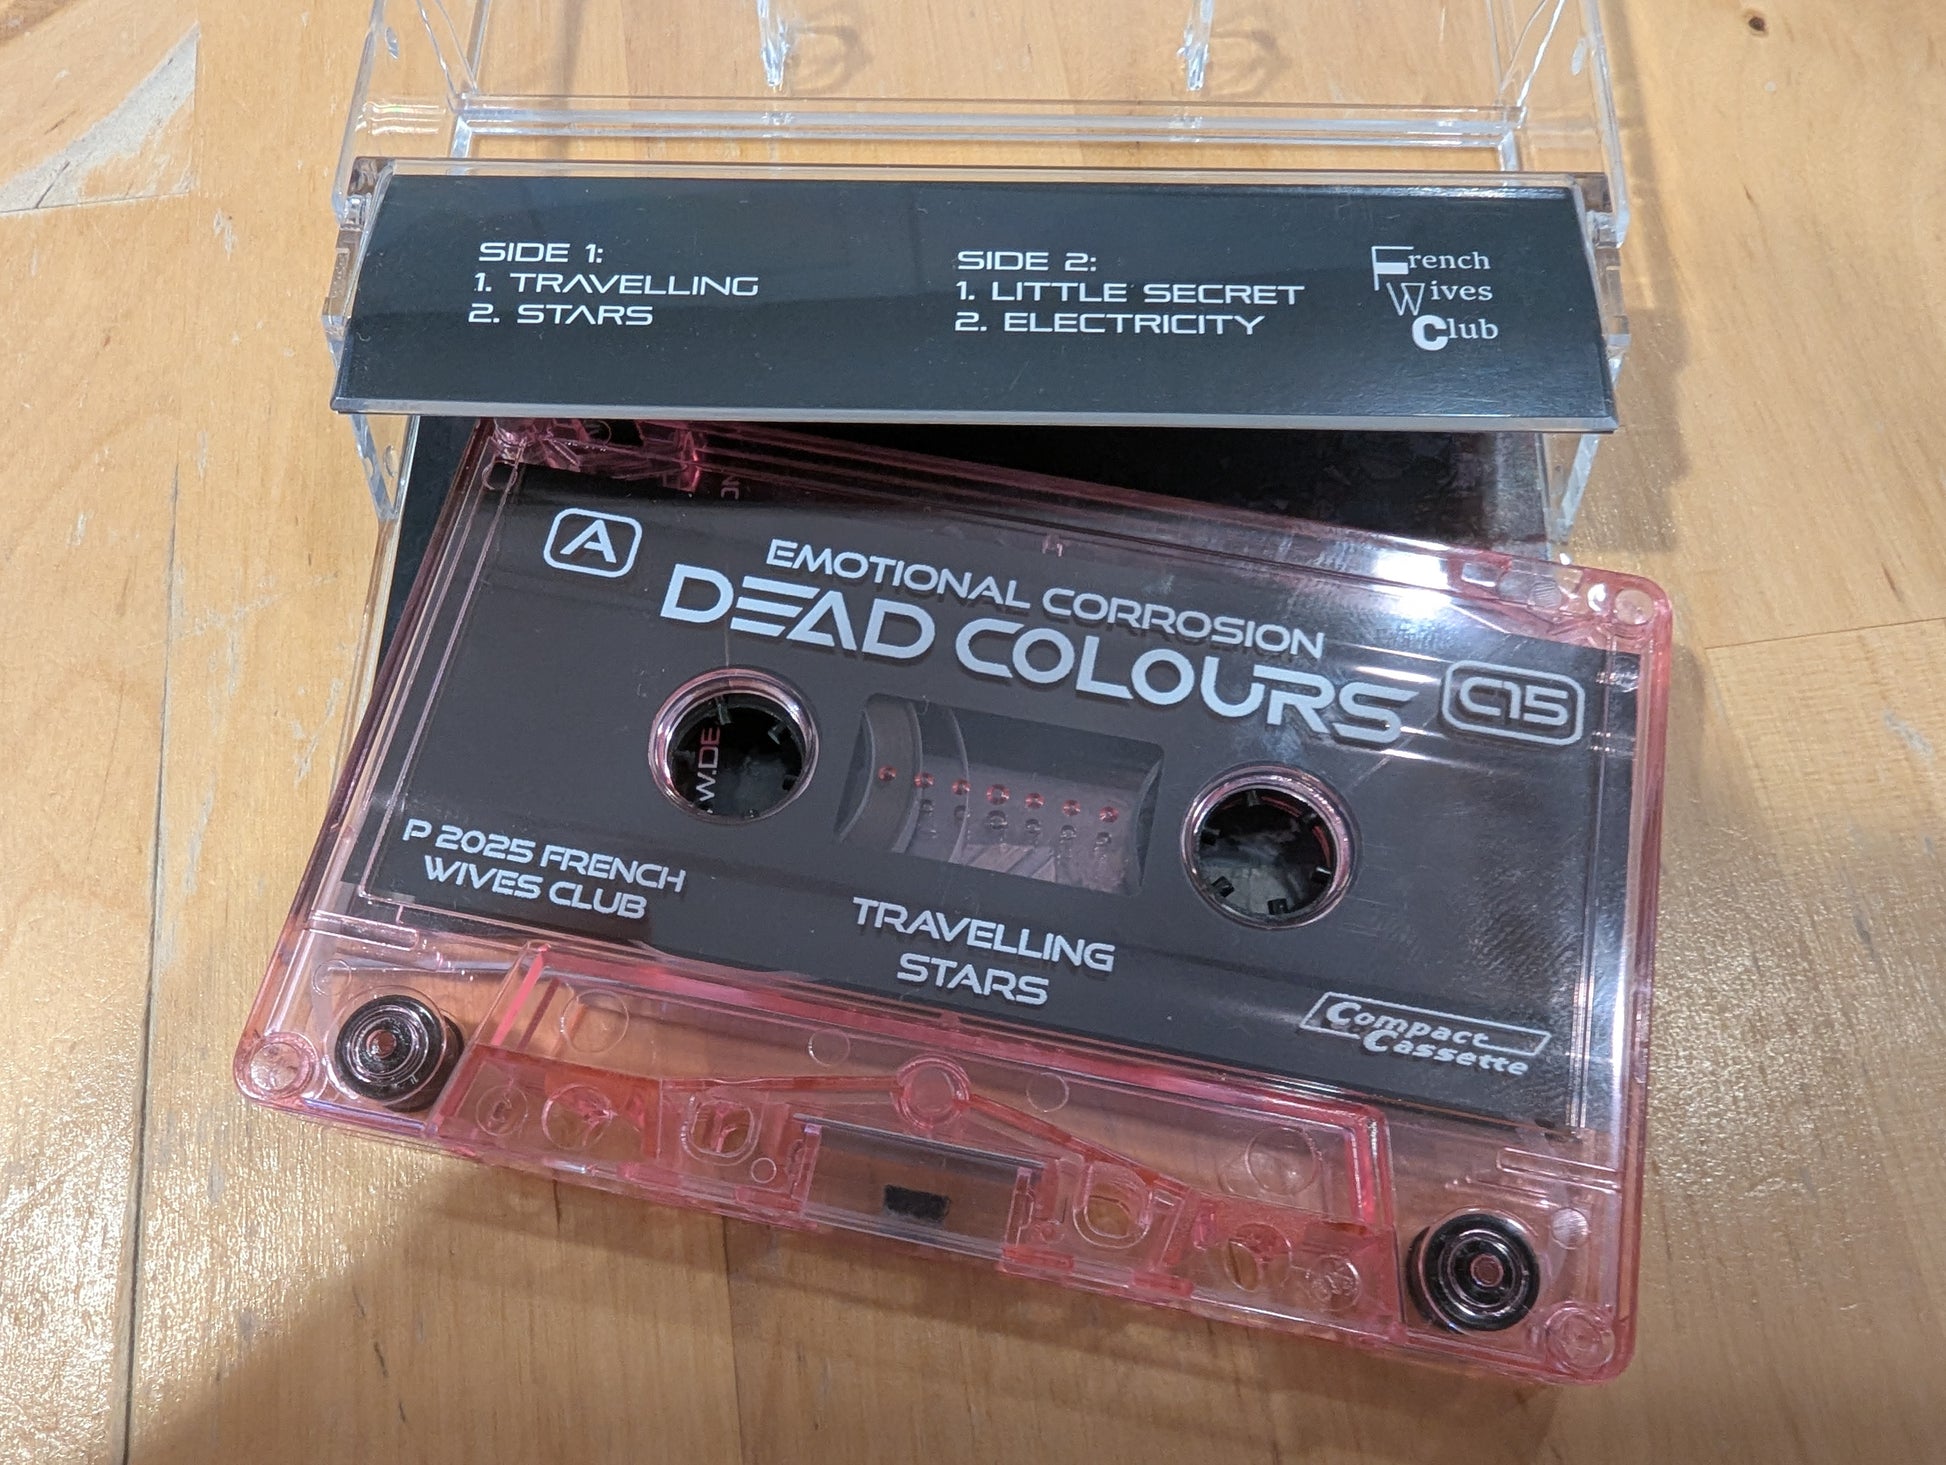 SIDE 1:
1. TRAVELLING
2. STARS
SIDE 2:
1. LITTLE SECRET
2. ELECTRICITY
French
Wives
Club
A
EMOTIONAL CORROSION
DEAD COLOURS
C15
W.DE
P 2025 FRENCH
WIVES CLUB
TRAVELLING
STARS
Compact
Cassette